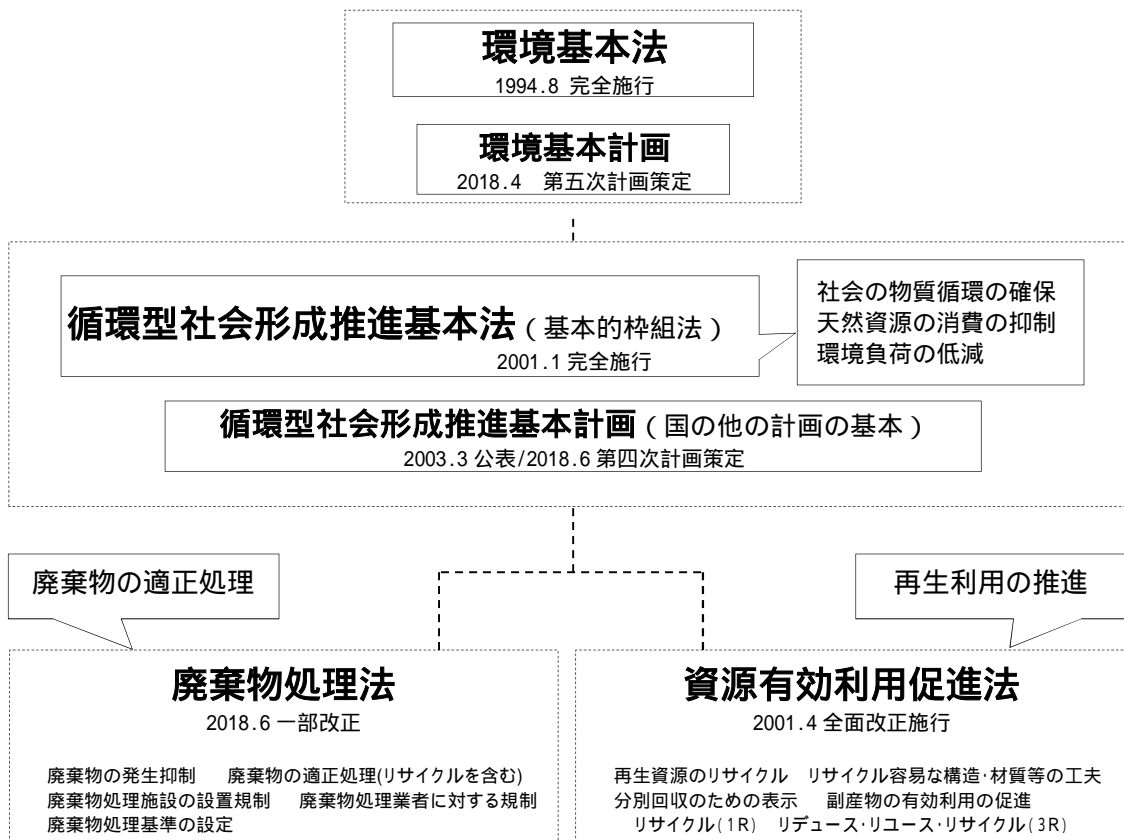 環境基本法
1994.8 完全施行
環境基本計画
2018.4　第五次計画策定
循環型社会形成推進基本法（基本的枠組法）
2001.1 完全施行
社会の物質循環の確保
天然資源の消費の抑制
環境負荷の低減
循環型社会形成推進基本計画（国の他の計画の基本）
2003.3 公表/2018.6 第四次計画策定
廃棄物の適正処理
再生利用の推進
廃棄物処理法
2018.6 一部改正
廃棄物の発生抑制　廃棄物の適正処理(リサイクルを含む)
廃棄物処理施設の設置規制　廃棄物処理業者に対する規制
廃棄物処理基準の設定
資源有効利用促進法
2001.4 全面改正施行
再生資源のリサイクル　リサイクル容易な構造･材質等の工夫
分別回収のための表示　副産物の有効利用の促進
リサイクル(1R)　リデュース･リユース･リサイクル(3R)